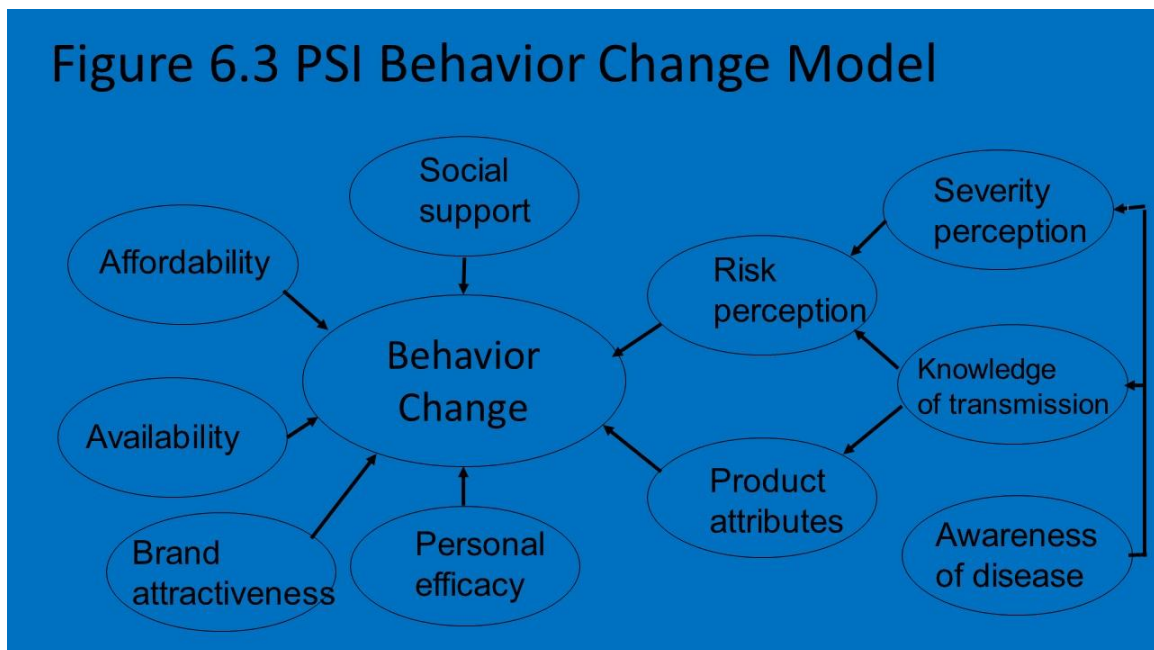 Figure 6.3 PSI Behavior Change Model
Social
support
Severity
perception
Affordability
Risk
perception
Behavior
Change
Knowledge
of transmission
Availability
Product
attributes
Brand
attractiveness
Personal
efficacy
Awareness
of disease